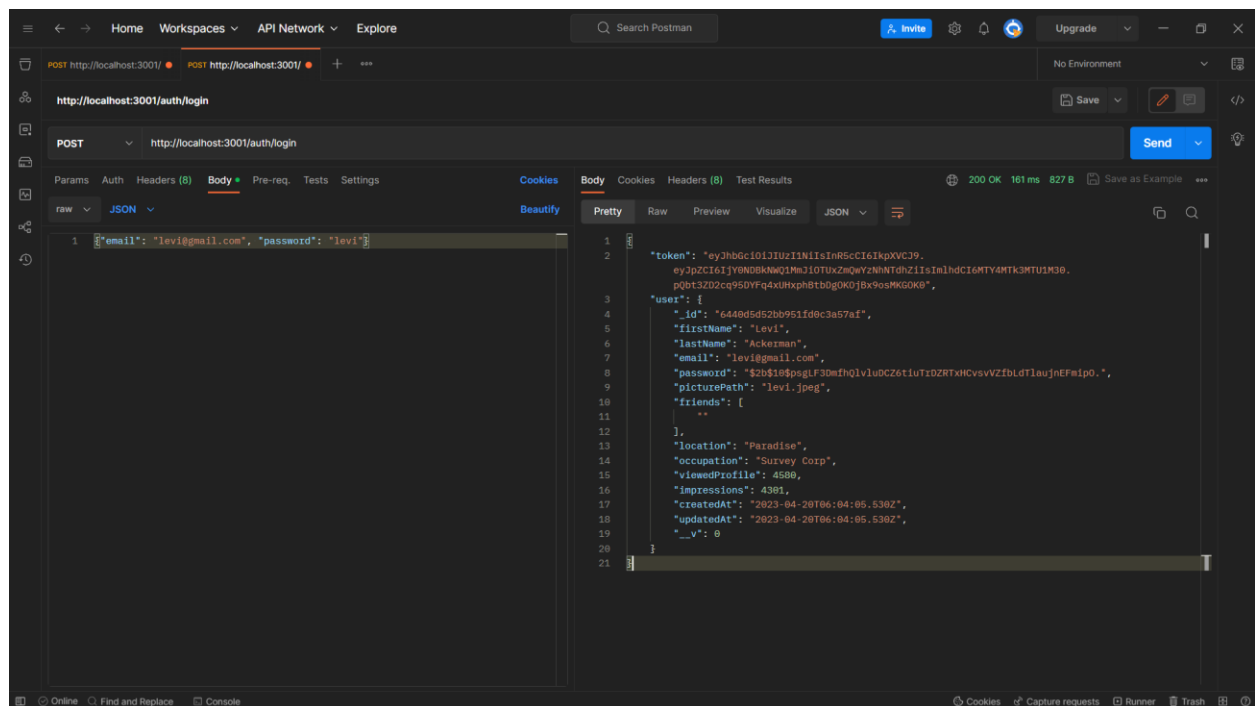 Home Workspaces API Network Explore Search Postman Invite Upgrade
POST http://localhost:3001/ POST http://localhost:3001/ No Environment
http://localhost:3001/auth/login Save
POST http://localhost:3001/auth/login Send
Params Auth Headers (8) Body Pre-req. Tests Settings Cookies
raw JSON Beautify
1 {"email": "levi@gmail.com", "password": "levi"}
Body Cookies Headers (8) Test Results 200 OK 161 ms 827 B Save as Example
Pretty Raw Preview Visualize JSON
1 {
2 "token": "eyJhbGciOiJIUzI1NiIsInR5cCI6IkpXVCJ9.
3 "user": {
4 "_id": "6440d5d52bb951fd0c3a57af",
5 "firstName": "Levi",
6 "lastName": "Ackerman",
7 "email": "levi@gmail.com",
8 "password":
9 "picturePath": "levi.jpeg",
10 "friends": [
11 ""
12 ],
13 "location": "Paradise",
14 "occupation": "Survey Corp",
15 "viewedProfile": 4580,
16 "impressions": 4301,
17 "createdAt": "2023-04-20T06:04:05.530Z",
18 "updatedAt": "2023-04-20T06:04:05.530Z",
19 "__v": 0
20 }
21 }
Online Find and Replace Console Cookies Capture requests Runner Trash